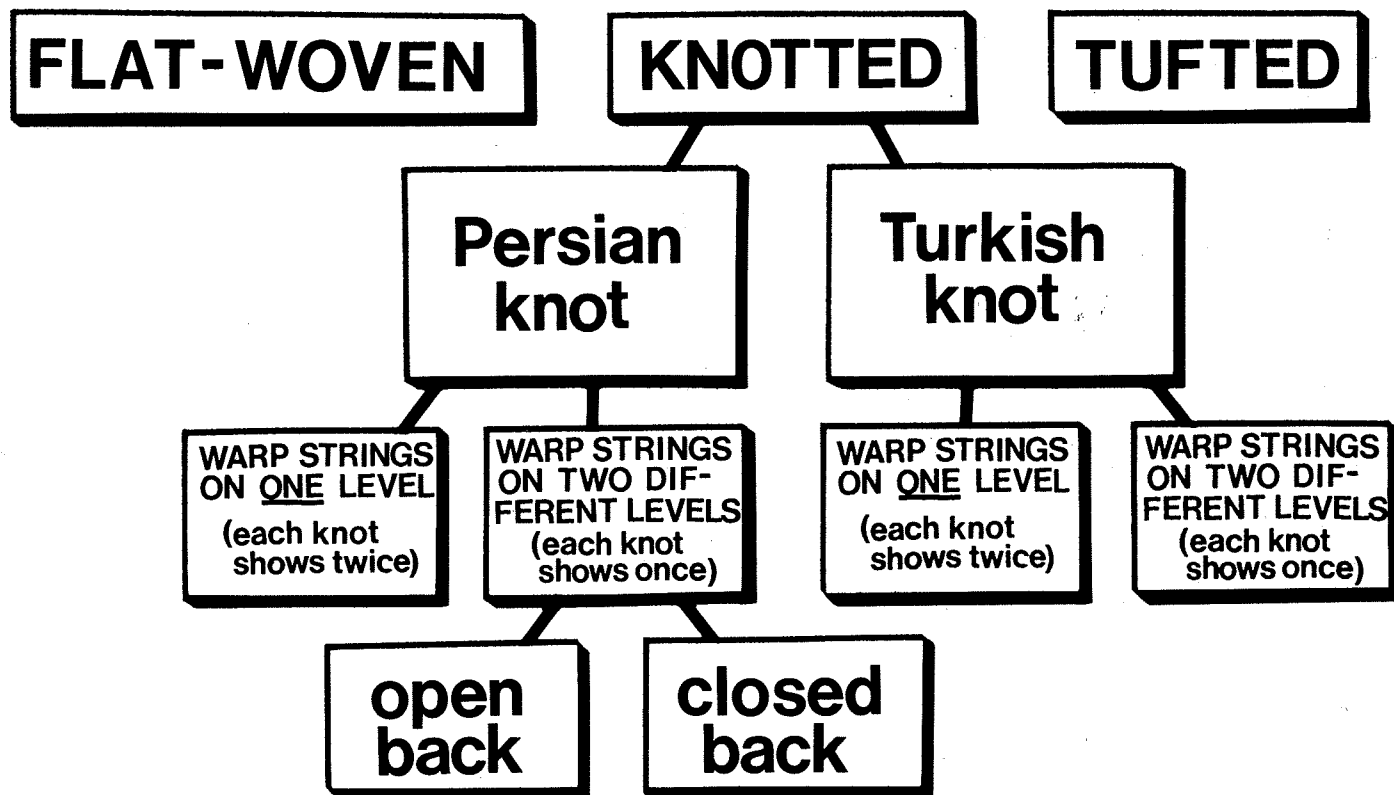 FLAT-WOVEN
KNOTTED
TUFTED
Persian
knot
Turkish
knot
WARP STRINGS
ON ONE LEVEL
(each knot
shows twice)
WARP STRINGS
ON TWO DIF-
FERENT LEVELS
(each knot
shows once)
WARP STRINGS
ON ONE LEVEL
(each knot
shows twice)
WARP STRINGS
ON TWO DIF-
FERENT LEVELS
(each knot
shows once)
open
back
closed
back